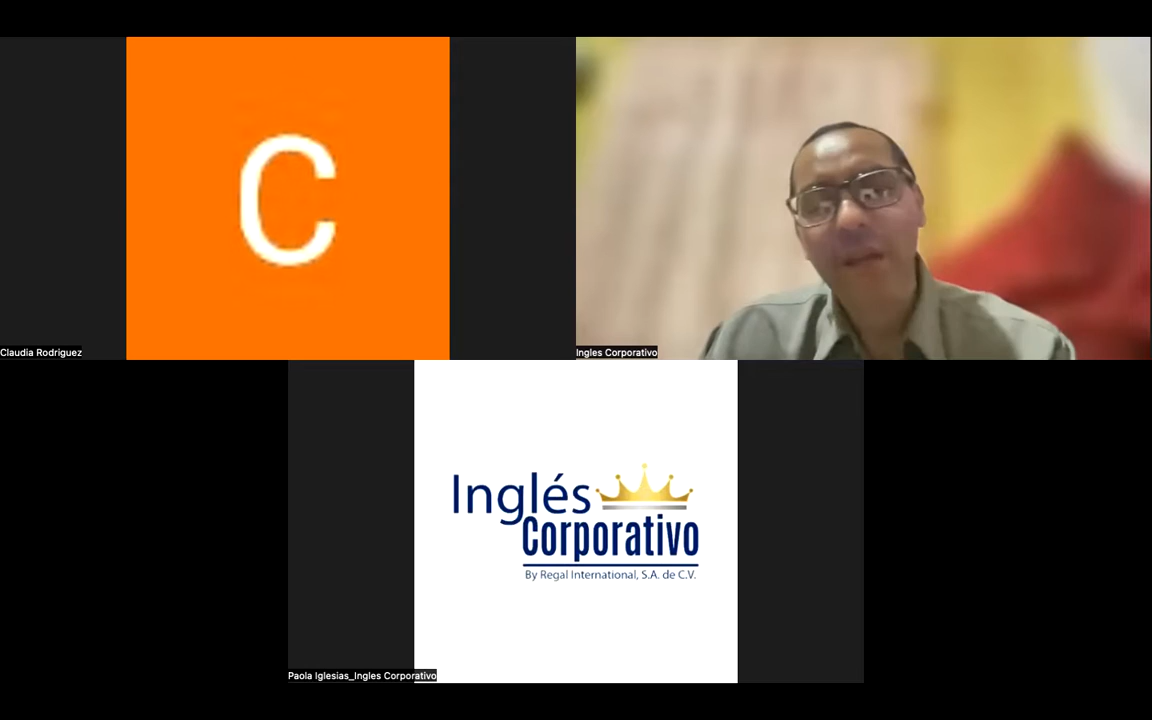 C
Claudia Rodriguez
Ingles Corporativo
Inglés
Corporativo
By Regal International, S.A. de C.V.
Paola Iglesias_Ingles Corporativo